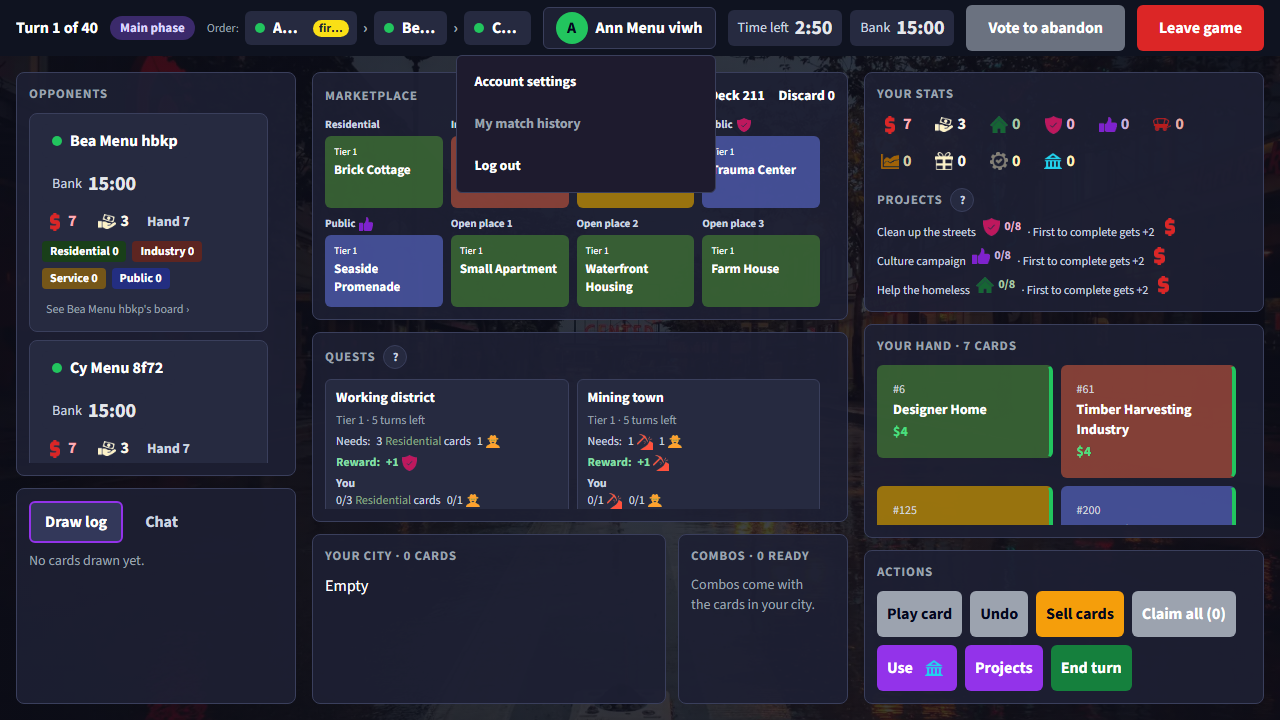 Turn 1 of 40
Main phase
Order:
A...
fir...
›
Be...
›
C...
A
Ann Menu viwh
Time left 2:50
Bank 15:00
Vote to abandon
Leave game
Account settings
My match history
Log out
OPPONENTS
Bea Menu hbkp
Bank 15:00
7
3
Hand 7
Residential 0
Industry 0
Service 0
Public 0
See Bea Menu hbkp's board ›
Cy Menu 8f72
Bank 15:00
7
3
Hand 7
Draw log
Chat
No cards drawn yet.
MARKETPLACE
Deck 211
Discard 0
Residential
Tier 1
Brick Cottage
Tier 1
Trauma Center
Public
Tier 1
Seaside
Promenade
Open place 1
Tier 1
Small Apartment
Open place 2
Tier 1
Waterfront
Housing
Open place 3
Tier 1
Farm House
QUESTS
?
Working district
Tier 1 · 5 turns left
Needs: 3 Residential cards 1
Reward: +1
You
0/3 Residential cards 0/1
Mining town
Tier 1 · 5 turns left
Needs: 1 1
Reward: +1
You
0/1 0/1
YOUR CITY · 0 CARDS
Empty
COMBOS · 0 READY
Combos come with
the cards in your city.
YOUR STATS
7
3
0
0
0
0
0
0
0
0
PROJECTS
?
Clean up the streets 0/8 · First to complete gets +2
Culture campaign 0/8 · First to complete gets +2
Help the homeless 0/8 · First to complete gets +2
YOUR HAND · 7 CARDS
#6
Designer Home
$4
#61
Timber Harvesting
Industry
$4
#125
#200
ACTIONS
Play card
Undo
Sell cards
Claim all (0)
Use
Projects
End turn